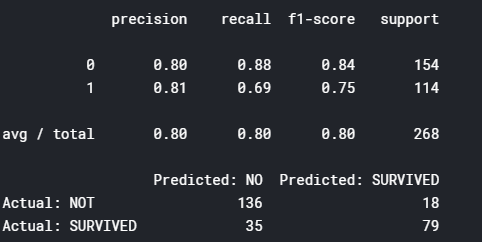 precision recall f1-score support
0 0.80 0.88 0.84 154
1 0.81 0.69 0.75 114
avg / total 0.80 0.80 0.80 268
Predicted: NO Predicted: SURVIVED
Actual: NOT 136 18
Actual: SURVIVED 35 79